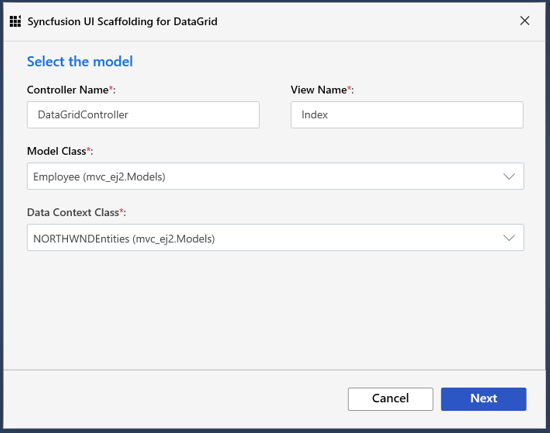 Syncfusion UI Scaffolding for DataGrid
Select the model
Controller Name*: View Name*:
DataGridController Index
Model Class*:
Employee (mvc_ej2.Models)
Data Context Class*:
NORTHWNDEntities (mvc_ej2.Models)
Cancel Next